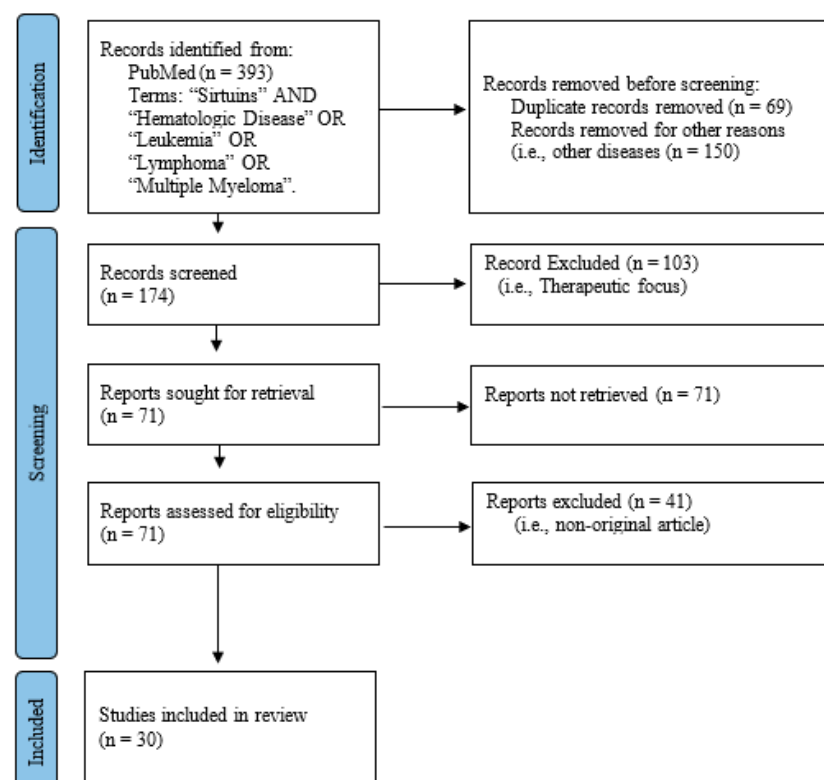 Identification
Records identified from:
PubMed (n = 393)
Terms: “Sirtuins” AND
“Hematologic Disease” OR
“Leukemia” OR
“Lymphoma” OR
“Multiple Myeloma”.
Records removed before screening:
Duplicate records removed (n = 69)
Records removed for other reasons
(i.e., other diseases (n = 150)
Screening
Records screened
(n = 174)
Record Excluded (n = 103)
(i.e., Therapeutic focus)
Reports sought for retrieval
(n = 71)
Reports not retrieved (n = 71)
Reports assessed for eligibility
(n = 71)
Reports excluded (n = 41)
(i.e., non-original article)
Included
Studies included in review
(n = 30)